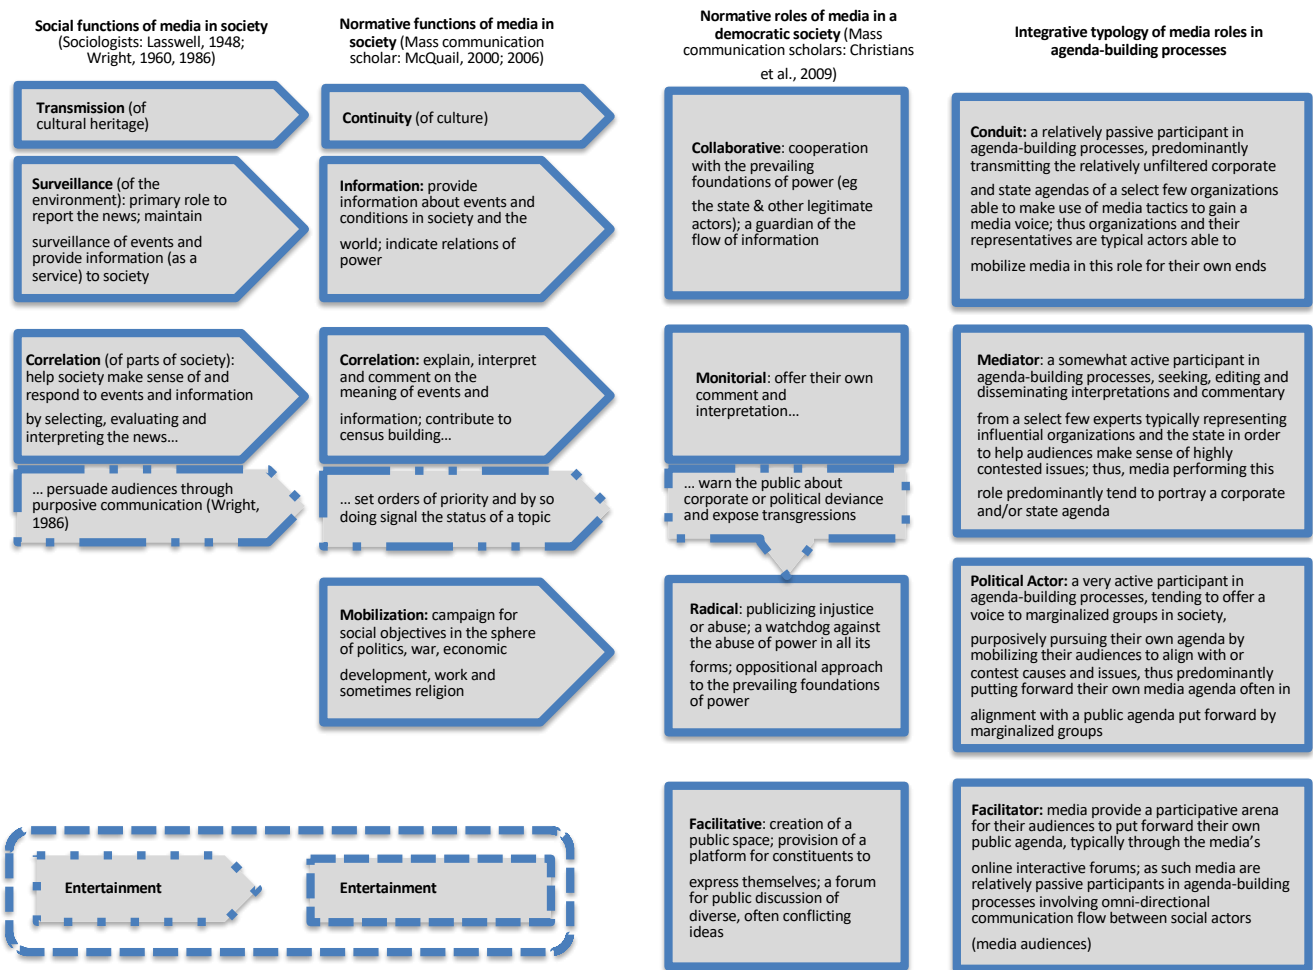 Social functions of media in society
(Sociologists: Lasswell, 1948;
Wright, 1960, 1986)
Transmission (of
cultural heritage)
Surveillance (of the
environment): primary role to
report the news; maintain
surveillance of events and
provide information (as a
service) to society
Correlation (of parts of society):
help society make sense of and
respond to events and information
by selecting, evaluating and
interpreting the news…
… persuade audiences through
purposive communication (Wright,
1986)
Entertainment
Normative functions of media in
society (Mass communication
scholar: McQuail, 2000; 2006)
Continuity (of culture)
Information: provide
information about events and
conditions in society and the
world; indicate relations of
power
Correlation: explain, interpret
and comment on the
meaning of events and
information; contribute to
census building…
… set orders of priority and by so
doing signal the status of a topic
Mobilization: campaign for
social objectives in the sphere
of politics, war, economic
development, work and
sometimes religion
Entertainment
Normative roles of media in a
democratic society (Mass
communication scholars: Christians
et al., 2009)
Collaborative: cooperation
with the prevailing
foundations of power (eg
the state & other legitimate
actors); a guardian of the
flow of information
Monitorial: offer their own
comment and
interpretation…
… warn the public about
corporate or political deviance
and expose transgressions
Radical: publicizing injustice
or abuse; a watchdog against
the abuse of power in all its
forms; oppositional approach
to the prevailing foundations
of power
Facilitative: creation of a
public space; provision of a
platform for constituents to
express themselves; a forum
for public discussion of
diverse, often conflicting
ideas
Integrative typology of media roles in
agenda-building processes
Conduit: a relatively passive participant in
agenda-building processes, predominantly
transmitting the relatively unfiltered corporate
and state agendas of a select few organizations
able to make use of media tactics to gain a
media voice; thus organizations and their
representatives are typical actors able to
mobilize media in this role for their own ends
Mediator: a somewhat active participant in
agenda-building processes, seeking, editing and
disseminating interpretations and commentary
from a select few experts typically representing
influential organizations and the state in order
to help audiences make sense of highly
contested issues; thus, media performing this
role predominantly tend to portray a corporate
and/or state agenda
Political Actor: a very active participant in
agenda-building processes, tending to offer a
voice to marginalized groups in society,
purposively pursuing their own agenda by
mobilizing their audiences to align with or
contest causes and issues, thus predominantly
putting forward their own media agenda often in
alignment with a public agenda put forward by
marginalized groups
Facilitator: media provide a participative arena
for their audiences to put forward their own
public agenda, typically through the media's
online interactive forums; as such media are
relatively passive participants in agenda-building
processes involving omni-directional
communication flow between social actors
(media audiences)